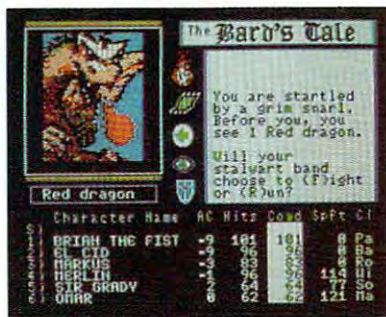 The Bard's Tale
You are startled
by a grim snarl.
Before you, you
see 1 Red dragon.
Will your
stalwart band
choose to (F)ight
or (R)un?
Red dragon
Character Name AC Hits Cond Spft Cl
S)
1) BRIAN THE FIST -9 101 101 0 Pa
2) EL CID -9 96 96 0 Ba
3) MARKUS -9 83 83 0 Ro
4) MERLIN -1 96 96 114 Wi
5) SIR GRADY 2 64 64 77 So
6) OMAR 0 62 62 121 Ma